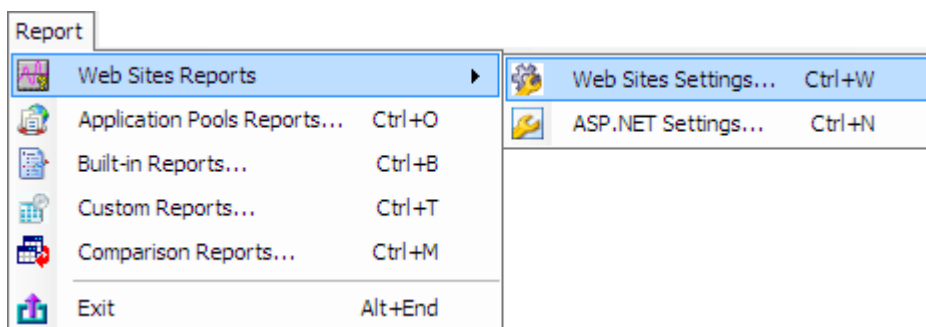 Report
Web Sites Reports
Web Sites Settings... Ctrl+W
Application Pools Reports... Ctrl+O
ASP.NET Settings... Ctrl+N
Built-in Reports... Ctrl+B
Custom Reports... Ctrl+T
Comparison Reports... Ctrl+M
Exit Alt+End